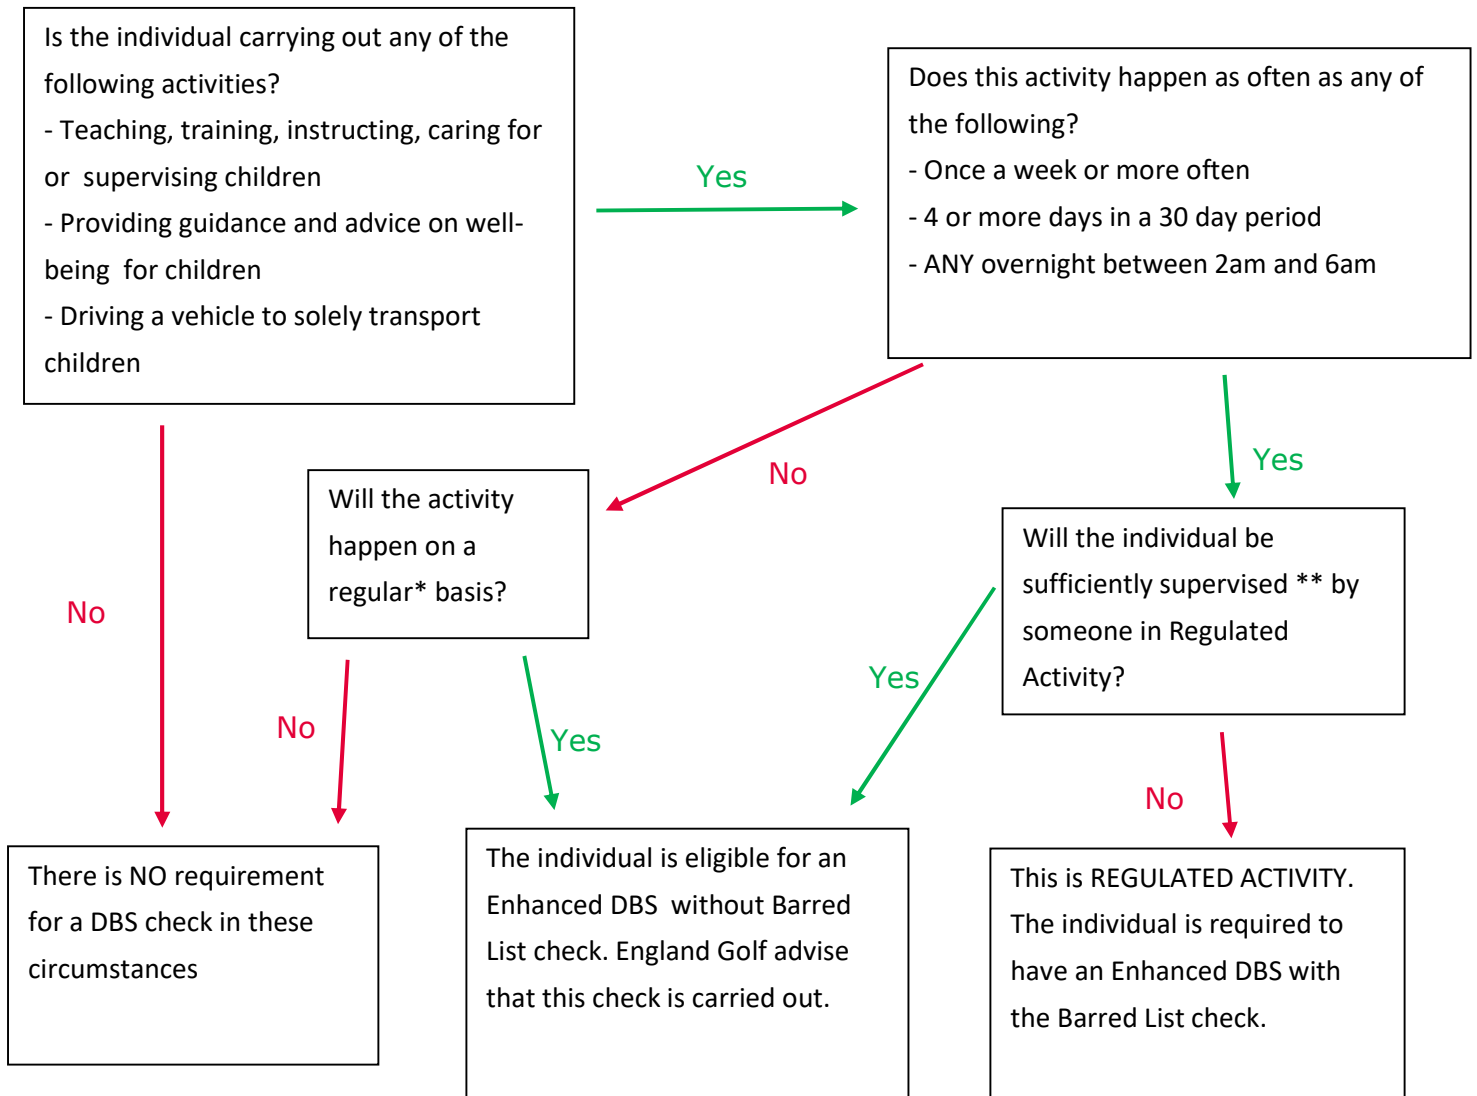 Is the individual carrying out any of the
following activities?
- Teaching, training, instructing, caring for
or  supervising children
- Providing guidance and advice on well-
being  for children
- Driving a vehicle to solely transport
children
Yes
Does this activity happen as often as any of
the following?
- Once a week or more often
- 4 or more days in a 30 day period
- ANY overnight between 2am and 6am
No
No
Yes
Will the activity
happen on a
regular* basis?
Will the individual be
sufficiently supervised ** by
someone in Regulated
Activity?
No
Yes
Yes
No
There is NO requirement
for a DBS check in these
circumstances
The individual is eligible for an
Enhanced DBS  without Barred
List check. England Golf advise
that this check is carried out.
This is REGULATED ACTIVITY.
The individual is required to
have an Enhanced DBS with
the Barred List check.